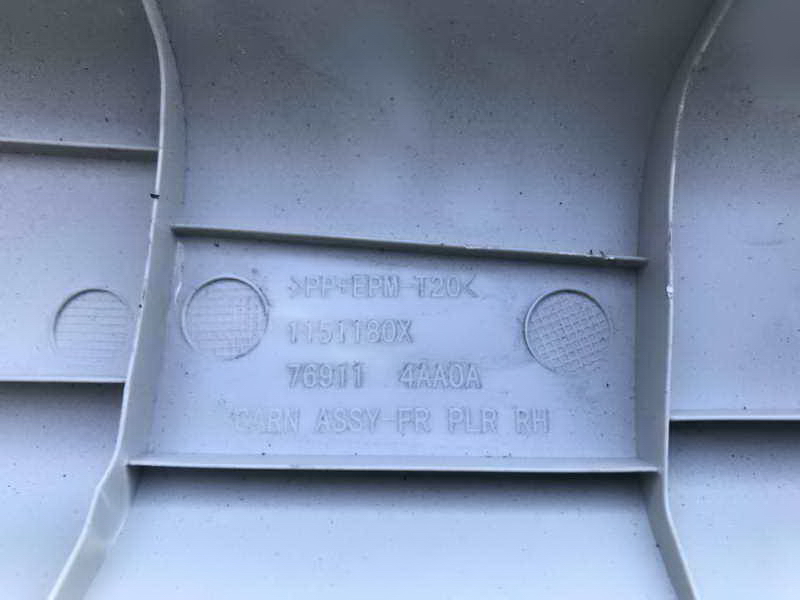 >PP+EPM-T20<
1151180X
76911 4AA0A
GARN ASSY-FR PLR RH